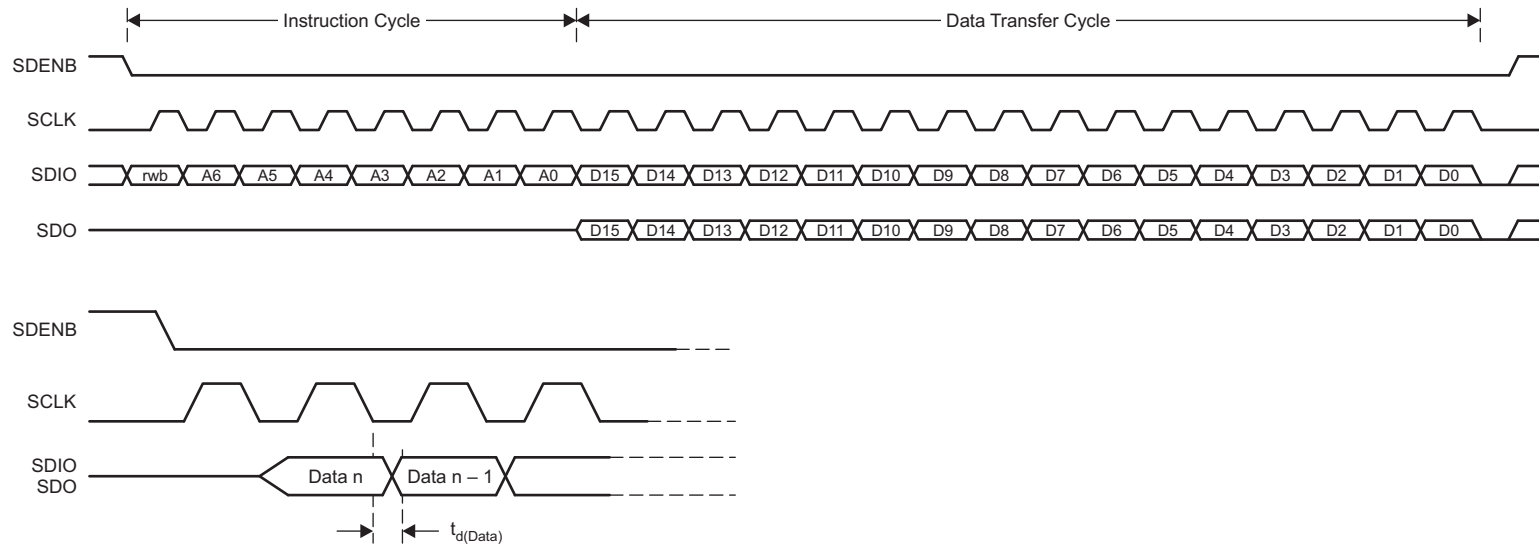 Instruction Cycle Data Transfer Cycle
SDENB
SCLK
SDIO rwb A6 A5 A4 A3 A2 A1 A0 D15 D14 D13 D12 D11 D10 D9 D8 D7 D6 D5 D4 D3 D2 D1 D0
SDO D15 D14 D13 D12 D11 D10 D9 D8 D7 D6 D5 D4 D3 D2 D1 D0
SDENB
SCLK
SDIO
SDO
Data n Data n – 1
td(Data)